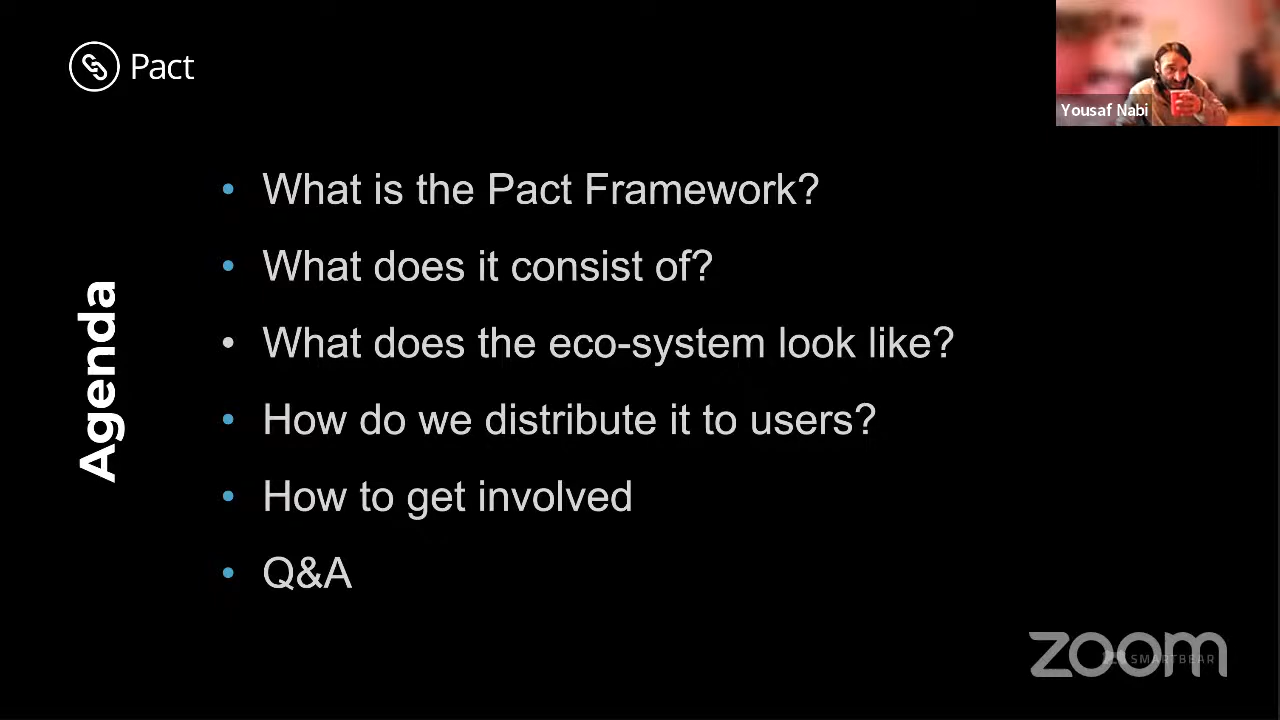 Pact
Yousaf Nabi
Agenda
• What is the Pact Framework?
• What does it consist of?
• What does the eco-system look like?
• How do we distribute it to users?
• How to get involved
• Q&A
zoom
SMARTBEAR